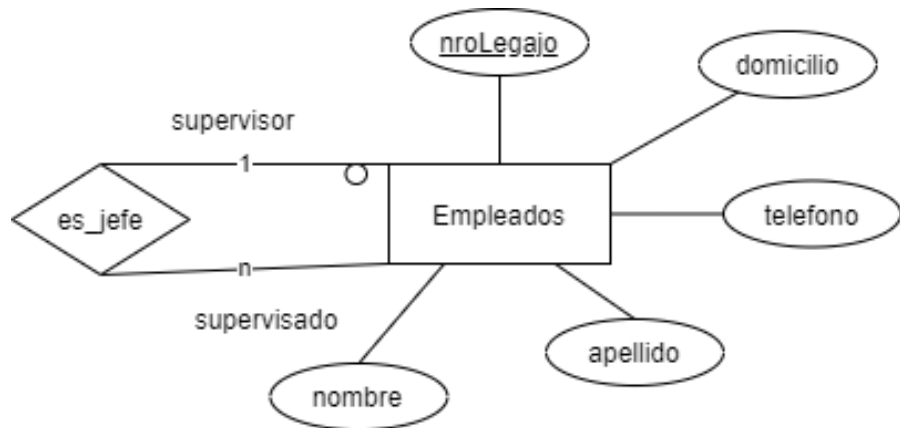 nroLegajo
domicilio
supervisor
1
es_jefe
Empleados
telefono
n
supervisado
apellido
nombre